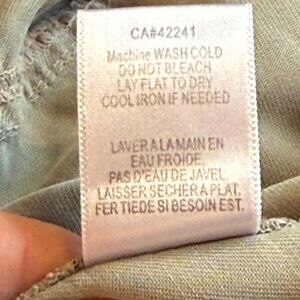 CA#42241
Machine WASH COLD
DO NOT BLEACH
LAY FLAT TO DRY
COOL IRON IF NEEDED
LAVER A LA MAIN EN
EAU FROIDE.
PAS D'EAU DE JAVEL.
LAISSER SECHER A PLAT.
FER TIEDE SI BESOIN EST.